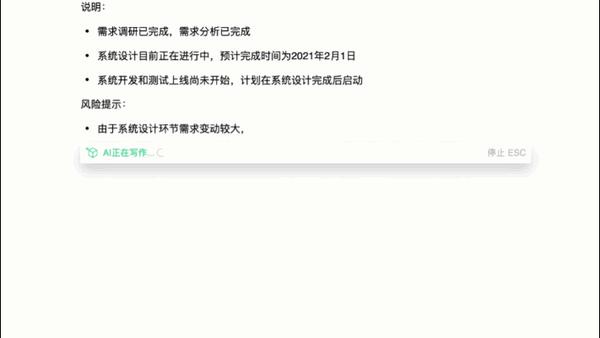 说明：
• 需求调研已完成，需求分析已完成
• 系统设计目前正在进行中，预计完成时间为2021年2月1日
• 系统开发和测试上线尚未开始，计划在系统设计完成后启动
风险提示：
• 由于系统设计环节需求变动较大，
AI正在写作... 停止 ESC